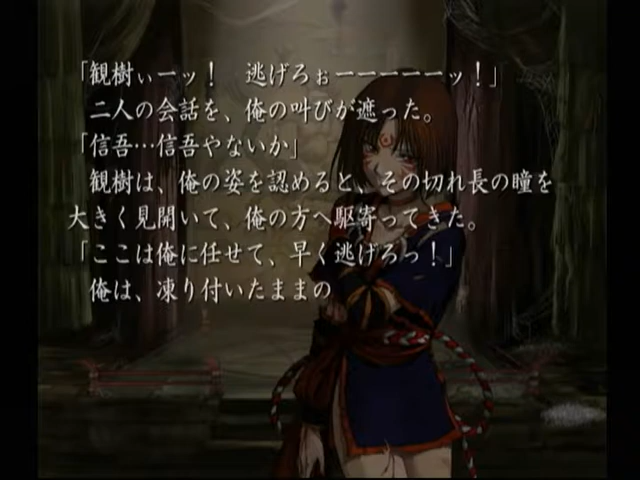 「観樹ぃーッ！　逃げろぉーーーーーッ！」
二人の会話を、俺の叫びが遮った。
「信吾…信吾やないか」
観樹は、俺の姿を認めると、その切れ長の瞳を
大きく見開いて、俺の方へ駆寄ってきた。
「ここは俺に任せて、早く逃げろっ！」
俺は、凍り付いたままの